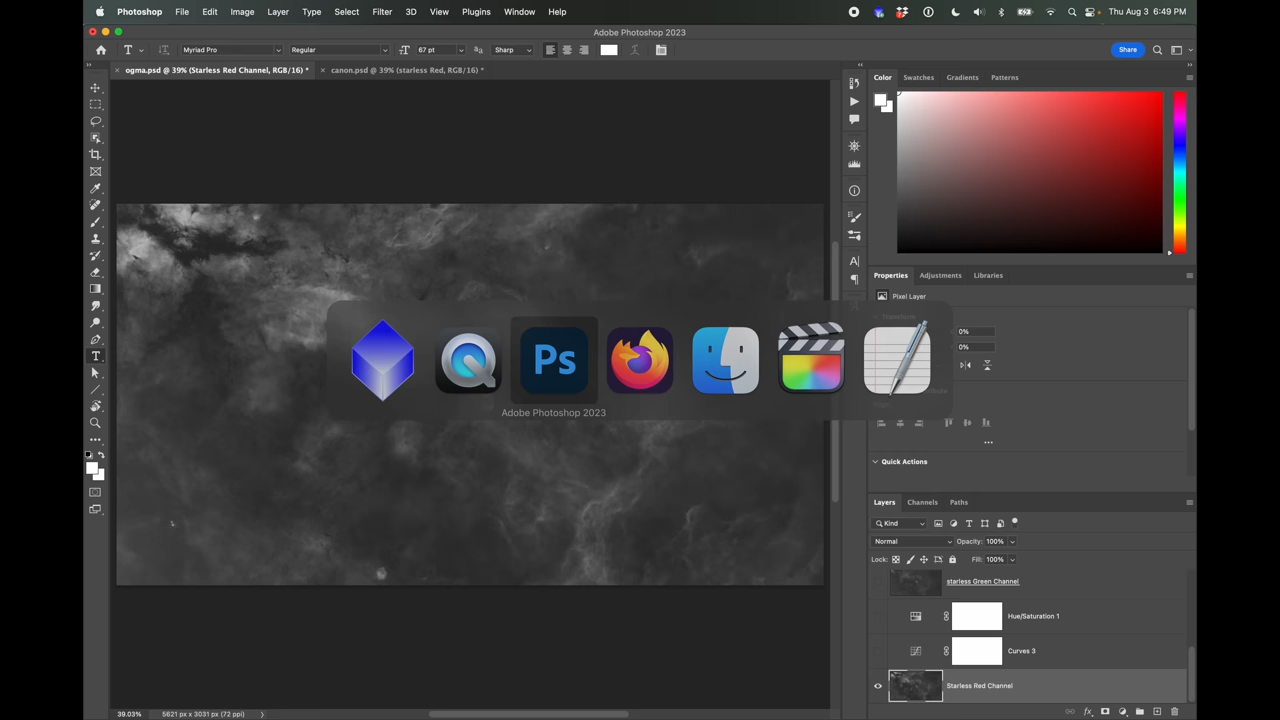 Photoshop File Edit Image Layer Type Select Filter 3D View Plugins Window Help Thu Aug 3 6:49 PM
Adobe Photoshop 2023
T Myriad Pro Regular 67 pt Sharp Share
ogma.psd @ 39% (Starless Red Channel, RGB/16) * canon.psd @ 39% (starless Red, RGB/16) *
Color Swatches Gradients Patterns
Properties Adjustments Libraries
Pixel Layer
Transform
0%
0%
Ps
Adobe Photoshop 2023
Quick Actions
Layers Channels Paths
Kind
Normal Opacity: 100%
Lock: Fill: 100%
starless Green Channel
Hue/Saturation 1
Curves 3
Starless Red Channel
39.03% 5621 px x 3031 px (72 ppi)